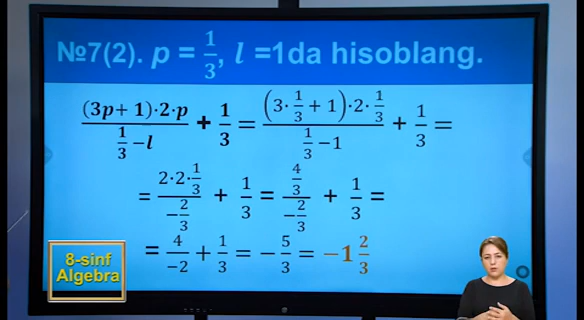 №7(2). p = 1/3, l =1da hisoblang.
((3p+1)·2·p)/(1/3 −l) + 1/3 = ((3·1/3+1)·2·1/3)/(1/3 −1) + 1/3 =
= (2·2·1/3)/(−2/3) + 1/3 = (4/3)/(−2/3) + 1/3 =
= 4/−2 + 1/3 = −5/3 = −1 2/3
8-sinf
Algebra